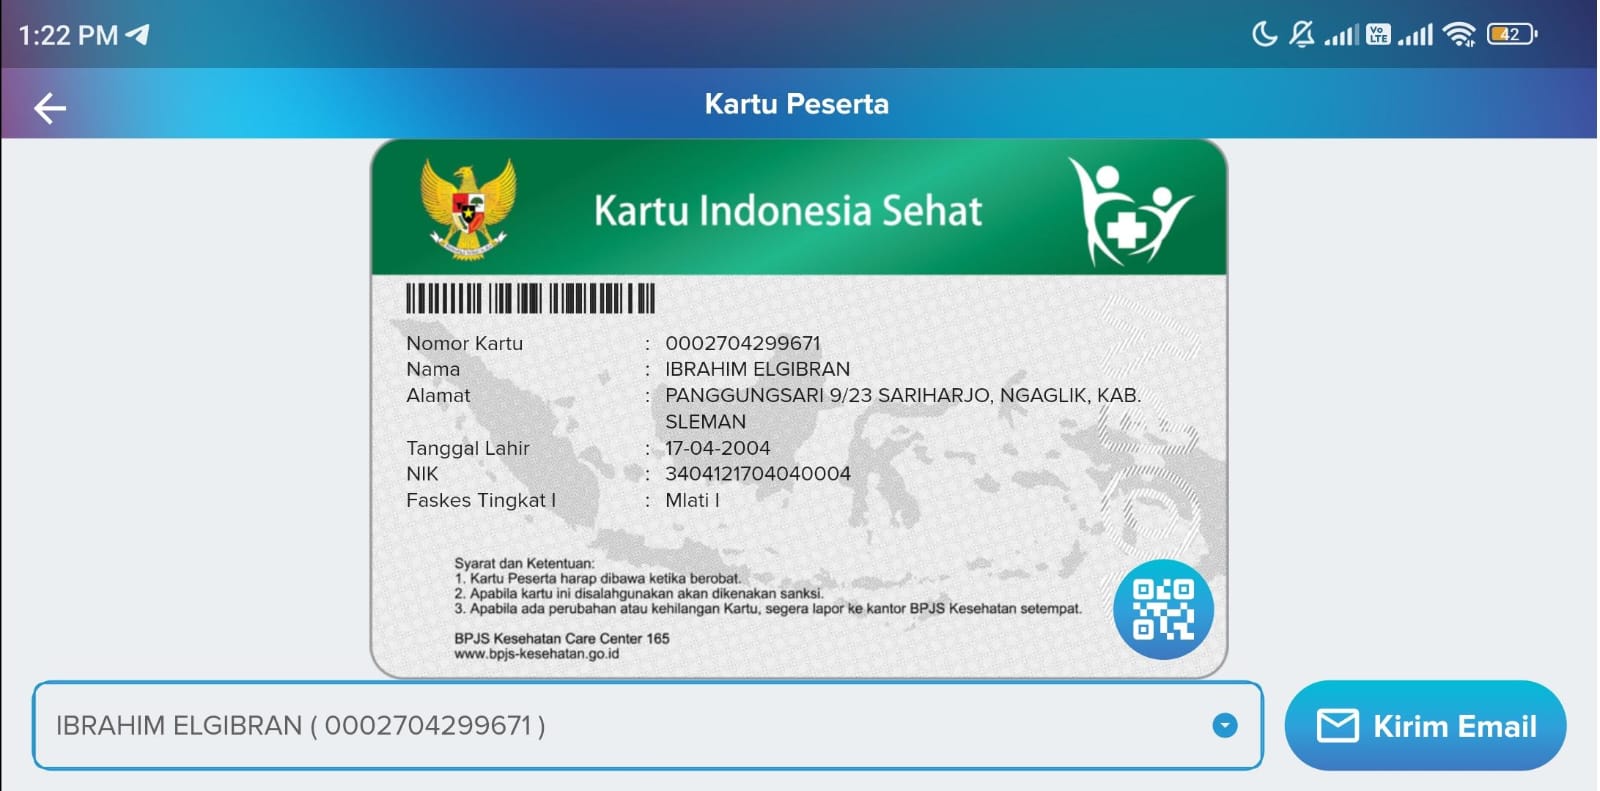 1:22 PM
Vo LTE
42
Kartu Peserta
Kartu Indonesia Sehat
Nomor Kartu : 0002704299671
Nama : IBRAHIM ELGIBRAN
Alamat : PANGGUNGSARI 9/23 SARIHARJO, NGAGLIK, KAB.
SLEMAN
Tanggal Lahir : 17-04-2004
NIK : 3404121704040004
Faskes Tingkat I : Mlati I
Syarat dan Ketentuan:
1. Kartu Peserta harap dibawa ketika berobat.
2. Apabila kartu ini disalahgunakan akan dikenakan sanksi.
3. Apabila ada perubahan atau kehilangan Kartu, segera lapor ke kantor BPJS Kesehatan setempat.
BPJS Kesehatan Care Center 165
www.bpjs-kesehatan.go.id
IBRAHIM ELGIBRAN ( 0002704299671 )
Kirim Email